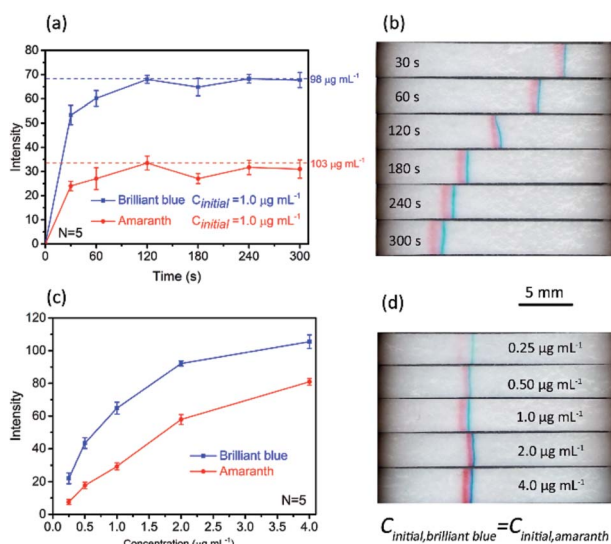 (a)
80
70
60
50
40
30
20
10
0
Intensity
98 µg mL⁻¹
103 µg mL⁻¹
Brilliant blue C_initial =1.0 µg mL⁻¹
Amaranth C_initial =1.0 µg mL⁻¹
N=5
0 60 120 180 240 300
Time (s)
(b)
30 s
60 s
120 s
180 s
240 s
300 s
5 mm
(c)
120
100
80
60
40
20
0
Intensity
Brilliant blue
Amaranth
N=5
0.0 0.5 1.0 1.5 2.0 2.5 3.0 3.5 4.0
Concentration (µg mL⁻¹)
(d)
0.25 µg mL⁻¹
0.50 µg mL⁻¹
1.0 µg mL⁻¹
2.0 µg mL⁻¹
4.0 µg mL⁻¹
C_initial,brilliant blue=C_initial,amaranth